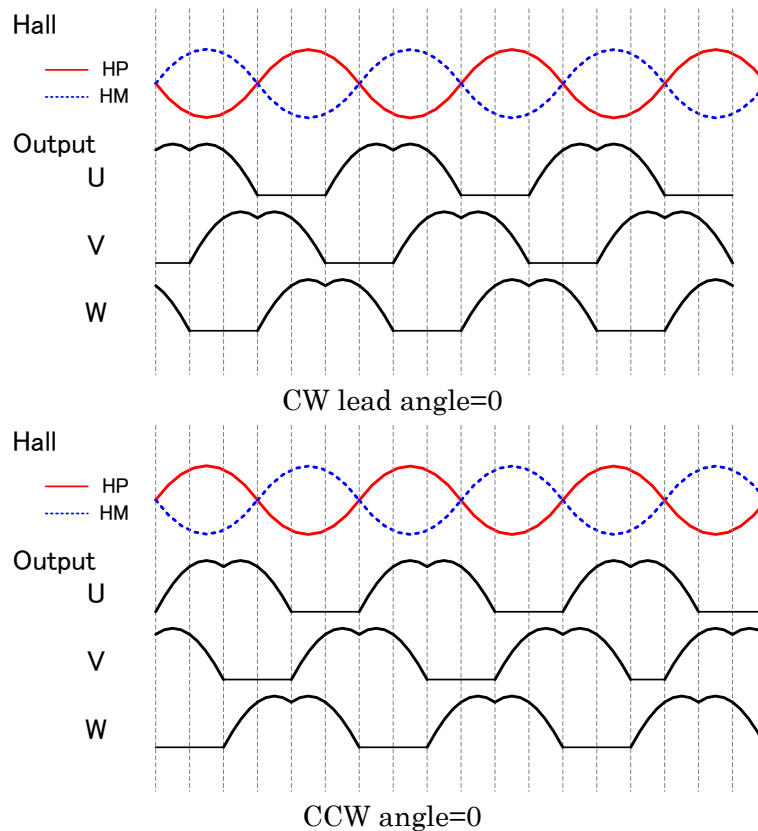 Hall
HP
HM
Output
U
V
W
CW lead angle=0
Hall
HP
HM
Output
U
V
W
CCW angle=0